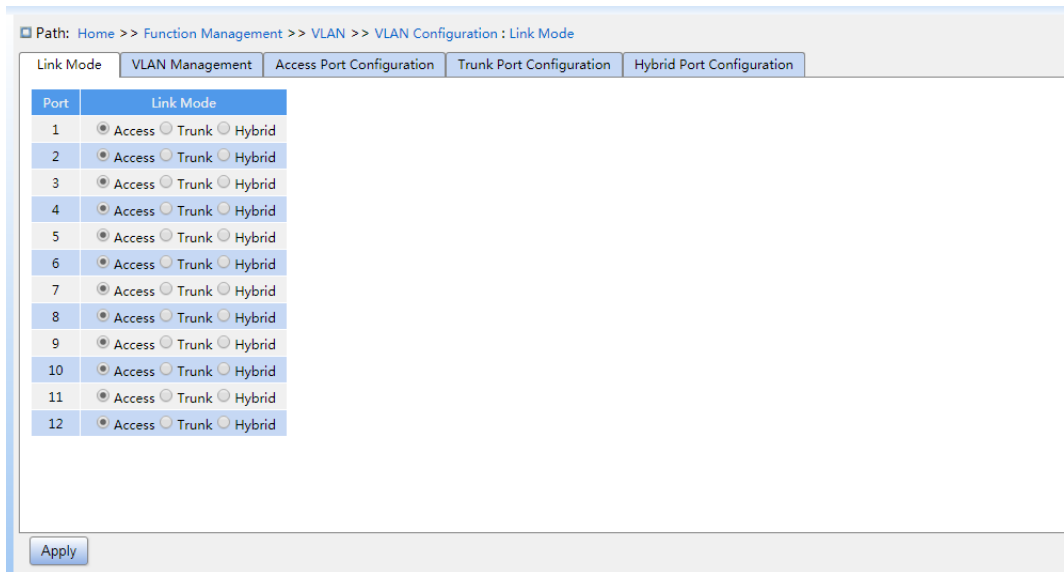 Path: Home >> Function Management >> VLAN >> VLAN Configuration : Link Mode
Link Mode VLAN Management Access Port Configuration Trunk Port Configuration Hybrid Port Configuration
Port Link Mode
1 Access Trunk Hybrid
2 Access Trunk Hybrid
3 Access Trunk Hybrid
4 Access Trunk Hybrid
5 Access Trunk Hybrid
6 Access Trunk Hybrid
7 Access Trunk Hybrid
8 Access Trunk Hybrid
9 Access Trunk Hybrid
10 Access Trunk Hybrid
11 Access Trunk Hybrid
12 Access Trunk Hybrid
Apply